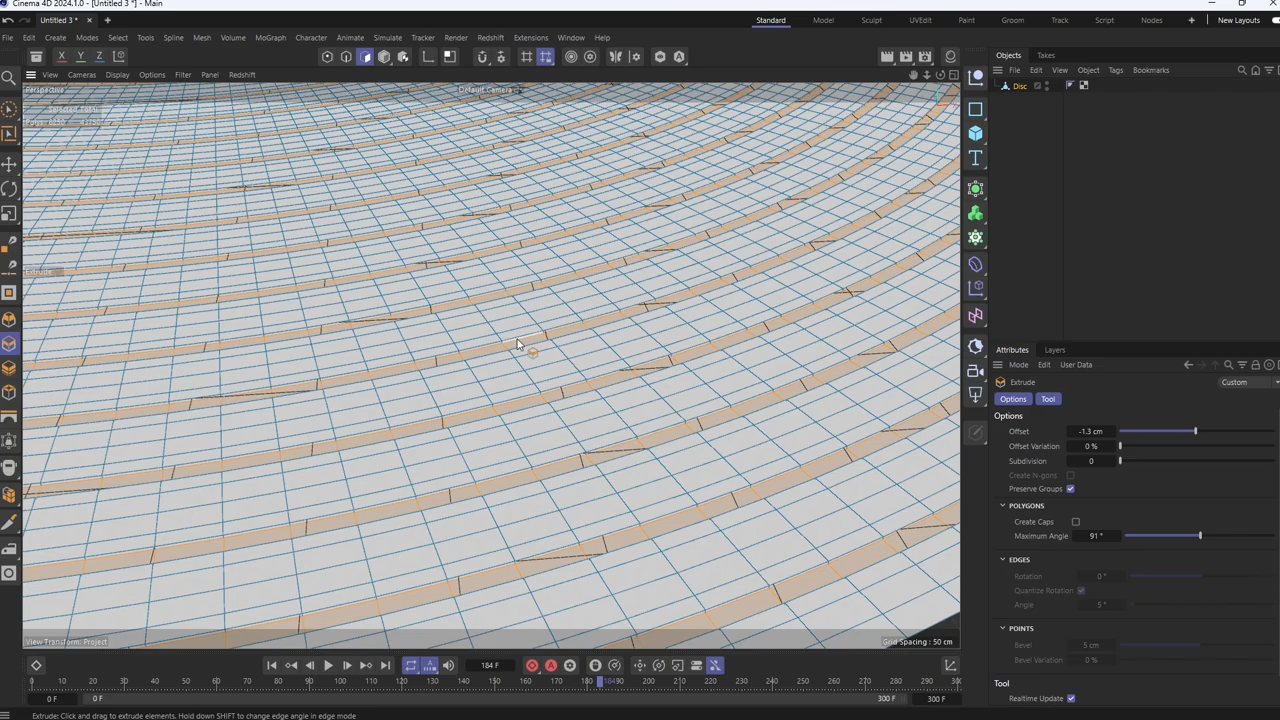 Cinema 4D 2024.1.0 - [Untitled 3 *] - Main
Untitled 3 *
Standard
Model
Sculpt
UVEdit
Paint
Groom
Track
Script
Nodes
New Layouts
File Edit Create Modes Select Tools Spline Mesh Volume MoGraph Character Animate Simulate Tracker Render Redshift Extensions Window Help
X Y Z
Objects Takes
View Cameras Display Options Filter Panel Redshift
File Edit View Object Tags Bookmarks
Perspective
Default Camera
Disc
Extrude
Attributes Layers
Mode Edit User Data
Extrude
Custom
Options Tool
Options
Offset -1.3 cm
Offset Variation 0 %
Subdivision 0
Create N-gons
Preserve Groups
POLYGONS
Create Caps
Maximum Angle 91 °
EDGES
Rotation 0 °
Quantize Rotation
Angle 5 °
POINTS
Bevel 5 cm
Bevel Variation 0 %
Tool
Realtime Update
View Transform: Project
Grid Spacing : 50 cm
184 F
0 10 20 30 40 50 60 70 80 90 100 110 120 130 140 150 160 170 184 190 200 210 220 230 240 250 260 270 280 290 300
0 F 0 F 300 F 300 F
Extrude: Click and drag to extrude elements. Hold down SHIFT to change edge angle in edge mode